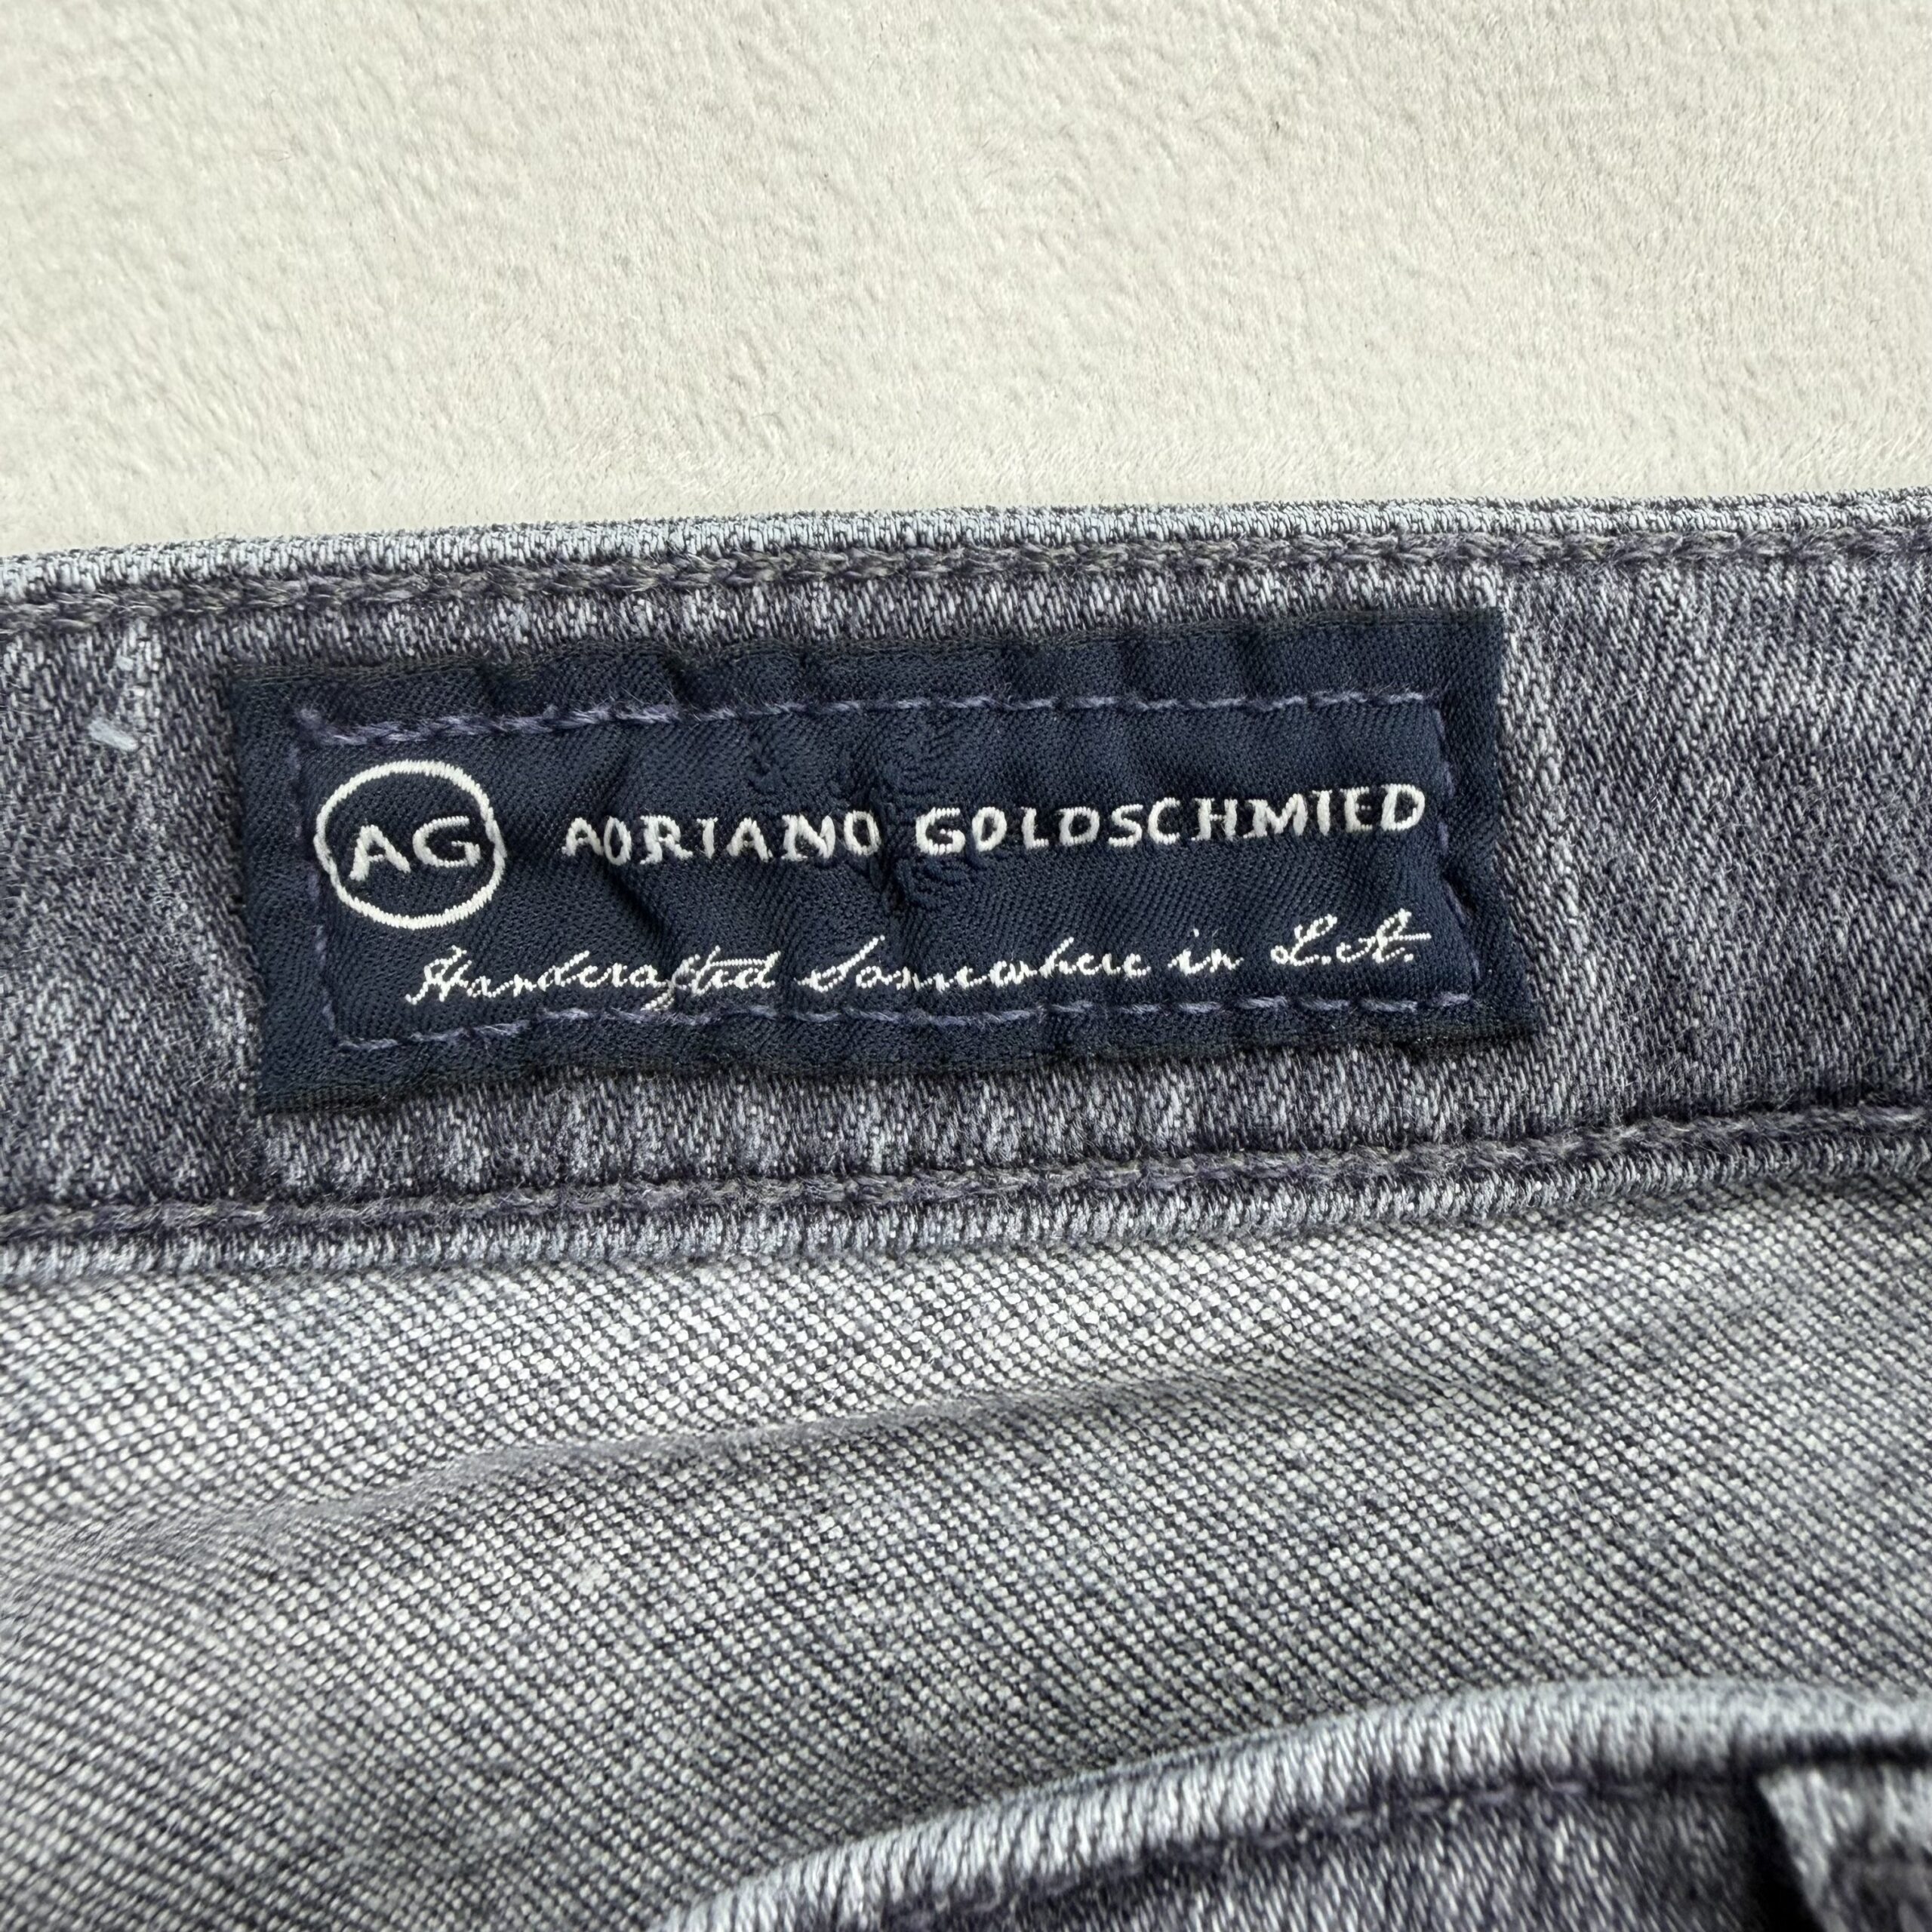 AG ADRIANO GOLDSCHMIED
Handcrafted Somewhere in L.A.